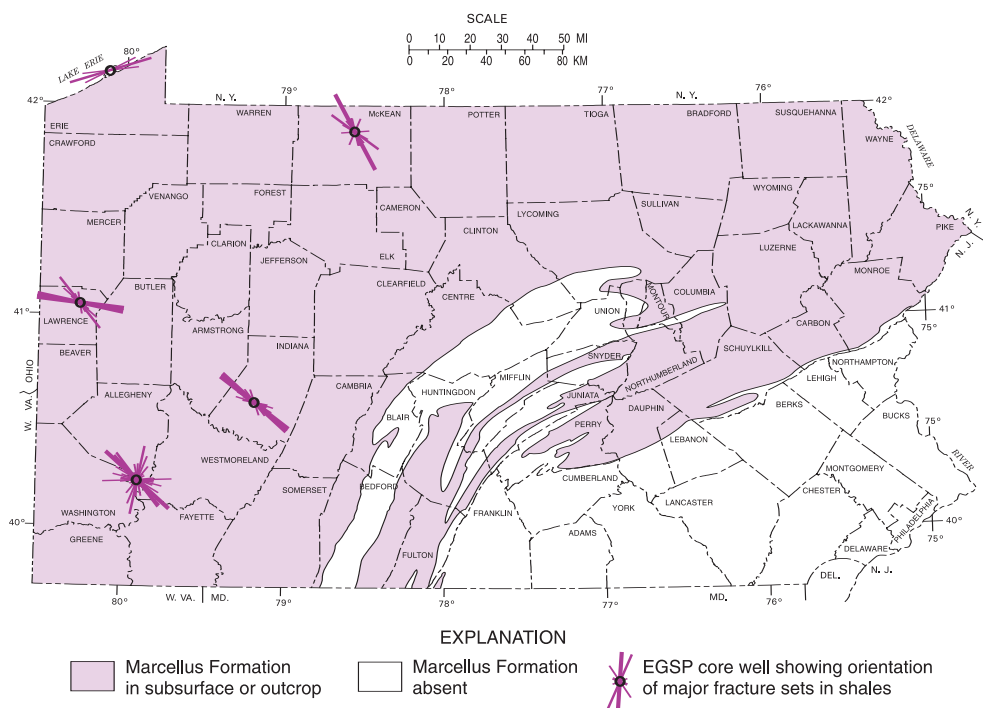 SCALE
0 10 20 30 40 50 MI
0 20 40 60 80 KM
LAKE ERIE
80°
42°
N. Y.
79°
78°
77°
N. Y.
76°
42°
ERIE
CRAWFORD
WARREN
McKEAN
POTTER
TIOGA
BRADFORD
SUSQUEHANNA
WAYNE
DELAWARE
75°
VENANGO
FOREST
CAMERON
LYCOMING
SULLIVAN
WYOMING
MERCER
CLARION
ELK
CLINTON
LACKAWANNA
PIKE
N. Y.
N. J.
JEFFERSON
LUZERNE
MONROE
BUTLER
CLEARFIELD
CENTRE
UNION
MONTOUR
COLUMBIA
CARBON
41°
LAWRENCE
41°
75°
ARMSTRONG
INDIANA
SNYDER
SCHUYLKILL
NORTHAMPTON
BEAVER
CAMBRIA
MIFFLIN
NORTHUMBERLAND
LEHIGH
W. VA. OHIO
ALLEGHENY
HUNTINGDON
JUNIATA
DAUPHIN
BERKS
BUCKS
BLAIR
PERRY
LEBANON
75°
WESTMORELAND
RIVER
SOMERSET
BEDFORD
CUMBERLAND
MONTGOMERY
WASHINGTON
FAYETTE
FRANKLIN
YORK
LANCASTER
CHESTER
PHILADELPHIA
40°
40°
GREENE
ADAMS
75°
FULTON
DELAWARE
DEL.
N. J.
80°
W. VA.
MD.
79°
78°
77°
MD.
76°
EXPLANATION
Marcellus Formation
in subsurface or outcrop
Marcellus Formation
absent
EGSP core well showing orientation
of major fracture sets in shales